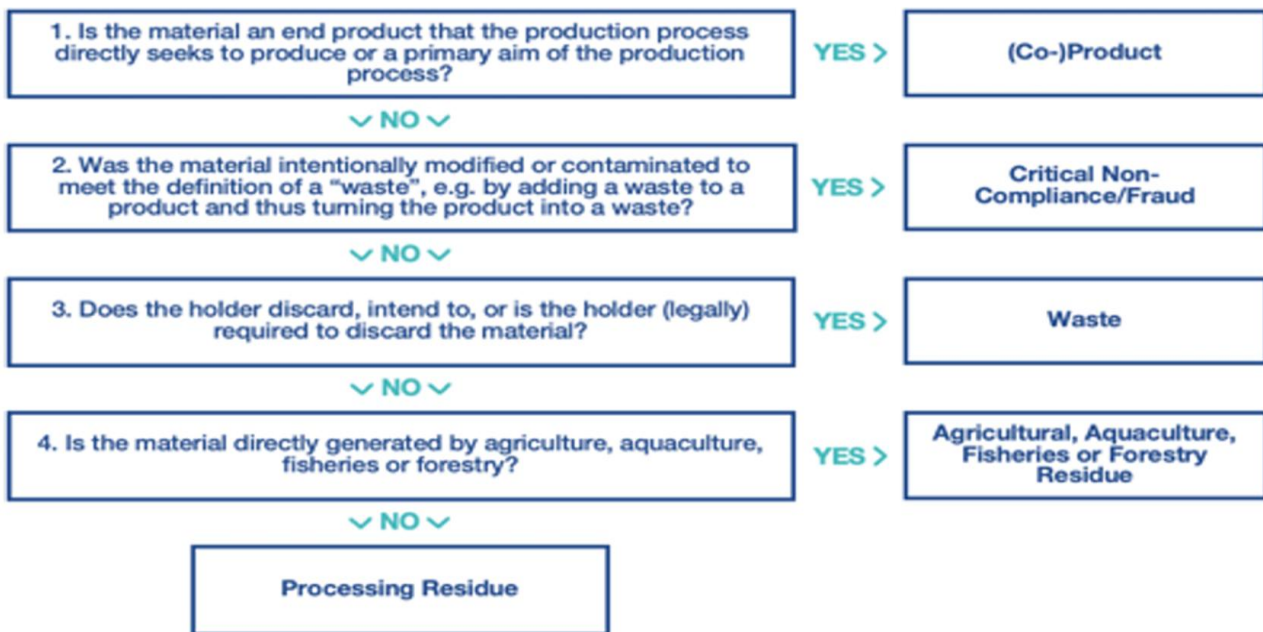 1. Is the material an end product that the production process
directly seeks to produce or a primary aim of the production
process?
YES >
(Co-)Product
NO
2. Was the material intentionally modified or contaminated to
meet the definition of a “waste”, e.g. by adding a waste to a
product and thus turning the product into a waste?
YES >
Critical Non-
Compliance/Fraud
NO
3. Does the holder discard, intend to, or is the holder (legally)
required to discard the material?
YES >
Waste
NO
4. Is the material directly generated by agriculture, aquaculture,
fisheries or forestry?
YES >
Agricultural, Aquaculture,
Fisheries or Forestry
Residue
NO
Processing Residue